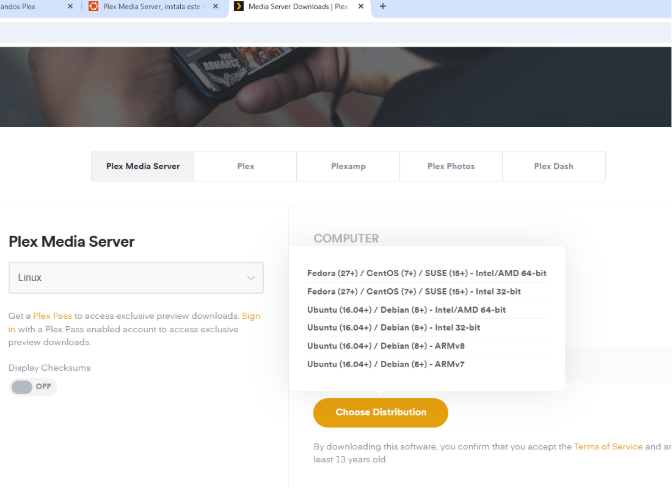 andos Plex
Plex Media Server, instala este
Media Server Downloads | Plex
ROMANCE
Plex Media Server
Plex
Plexamp
Plex Photos
Plex Dash
Plex Media Server
COMPUTER
Linux
Fedora (27+) / CentOS (7+) / SUSE (15+) - Intel/AMD 64-bit
Fedora (27+) / CentOS (7+) / SUSE (15+) - Intel 32-bit
Ubuntu (16.04+) / Debian (8+) - Intel/AMD 64-bit
Ubuntu (16.04+) / Debian (8+) - Intel 32-bit
Ubuntu (16.04+) / Debian (8+) - ARMv8
Ubuntu (16.04+) / Debian (8+) - ARMv7
Get a Plex Pass to access exclusive preview downloads. Sign
in with a Plex Pass enabled account to access exclusive
preview downloads.
Display Checksums
OFF
Choose Distribution
By downloading this software, you confirm that you accept the Terms of Service and ar
least 13 years old.